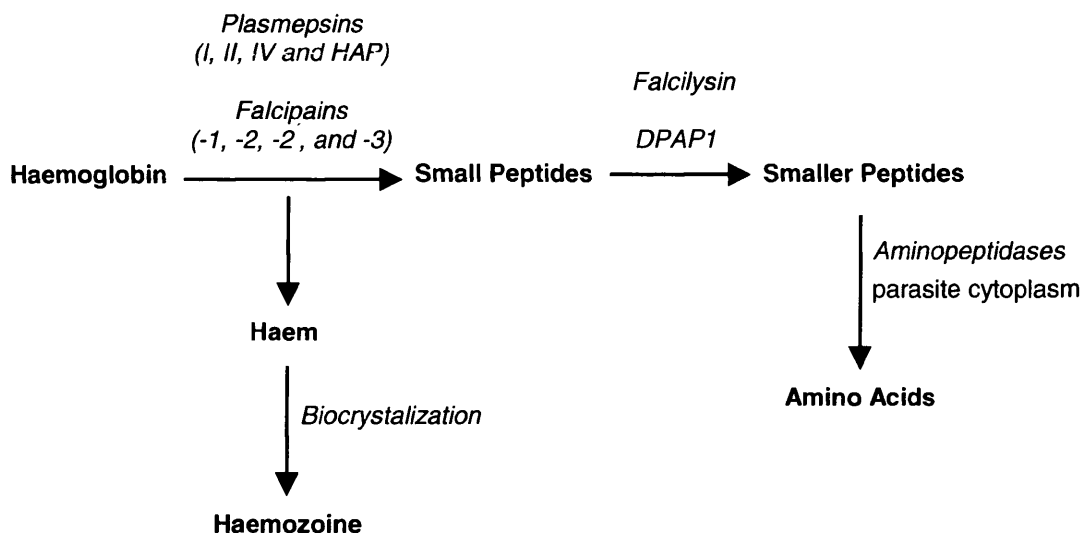 Plasmepsins
(I, II, IV and HAP)
Falcipains
(-1, -2, -2', and -3)
Falcilysin
DPAP1
Haemoglobin
Small Peptides
Smaller Peptides
Aminopeptidases
parasite cytoplasm
Haem
Amino Acids
Biocrystalization
Haemozoine